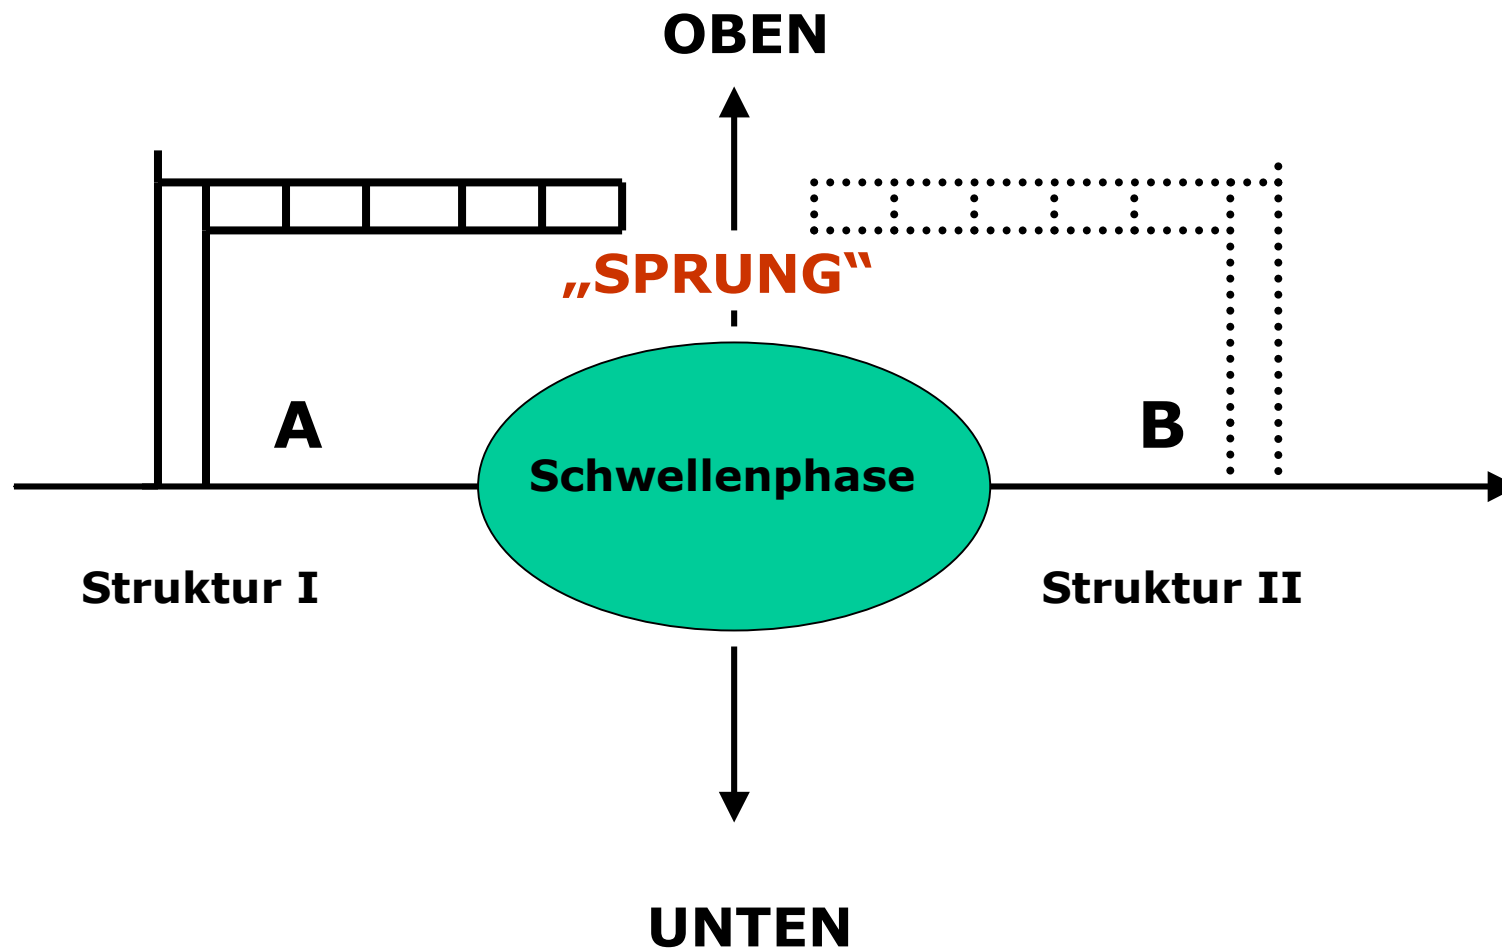 OBEN
„SPRUNG‟
A
B
Schwellenphase
Struktur I
Struktur II
UNTEN